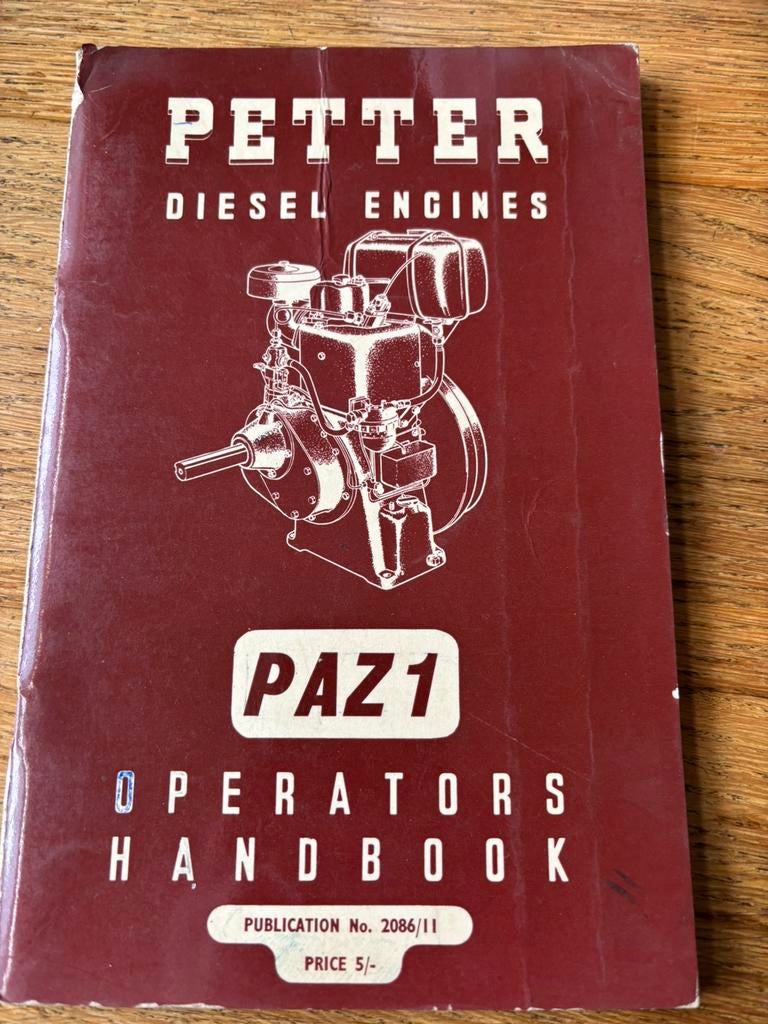 PETTER
DIESEL ENGINES
PAZ1
OPERATORS
HANDBOOK
PUBLICATION No. 2086/11
PRICE 5/-